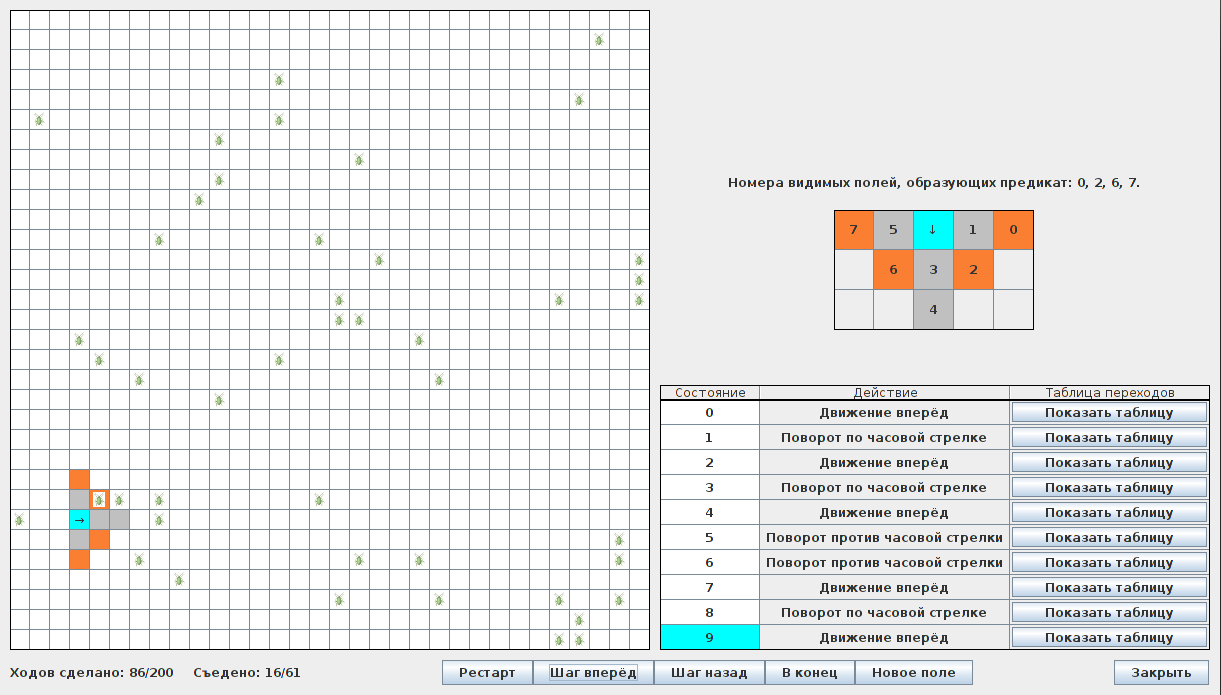 Номера видимых полей, образующих предикат: 0, 2, 6, 7.
7 5 ↓ 1 0
6 3 2
4
→
Состояние Действие Таблица переходов
0 Движение вперёд Показать таблицу
1 Поворот по часовой стрелке Показать таблицу
2 Движение вперёд Показать таблицу
3 Поворот по часовой стрелке Показать таблицу
4 Движение вперёд Показать таблицу
5 Поворот против часовой стрелки Показать таблицу
6 Поворот против часовой стрелки Показать таблицу
7 Движение вперёд Показать таблицу
8 Поворот по часовой стрелке Показать таблицу
9 Движение вперёд Показать таблицу
Ходов сделано: 86/200 Съедено: 16/61 Рестарт Шаг вперёд Шаг назад В конец Новое поле Закрыть